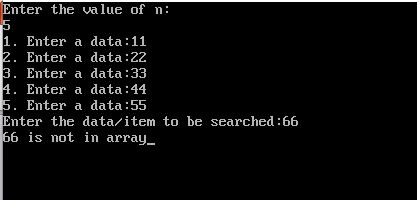 Enter the value of n:
5
1. Enter a data:11
2. Enter a data:22
3. Enter a data:33
4. Enter a data:44
5. Enter a data:55
Enter the data/item to be searched:66
66 is not in array_